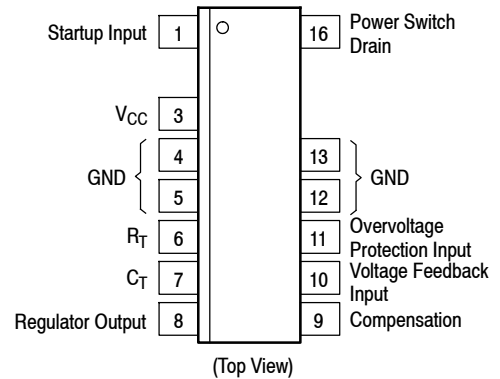 Startup Input 1 16 Power Switch
Drain
VCC 3
GND 4 13 GND
5 12
RT 6 11 Overvoltage
Protection Input
CT 7 10 Voltage Feedback
Input
Regulator Output 8 9 Compensation
(Top View)